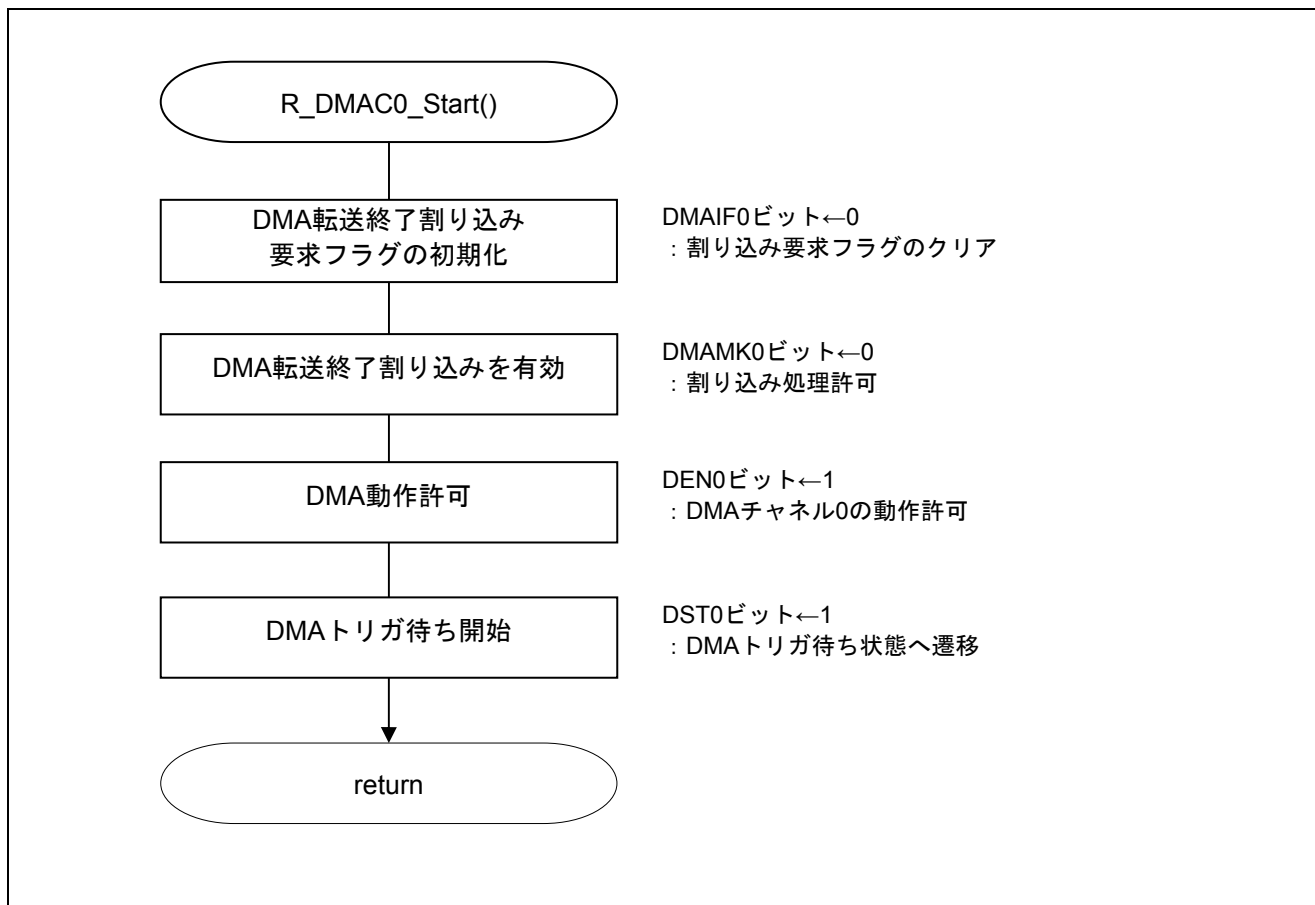 R_DMAC0_Start()
DMA転送終了割り込み
要求フラグの初期化
DMAIF0ビット←0
：割り込み要求フラグのクリア
DMA転送終了割り込みを有効
DMAMK0ビット←0
：割り込み処理許可
DMA動作許可
DEN0ビット←1
：DMAチャネル0の動作許可
DMAトリガ待ち開始
DST0ビット←1
：DMAトリガ待ち状態へ遷移
return